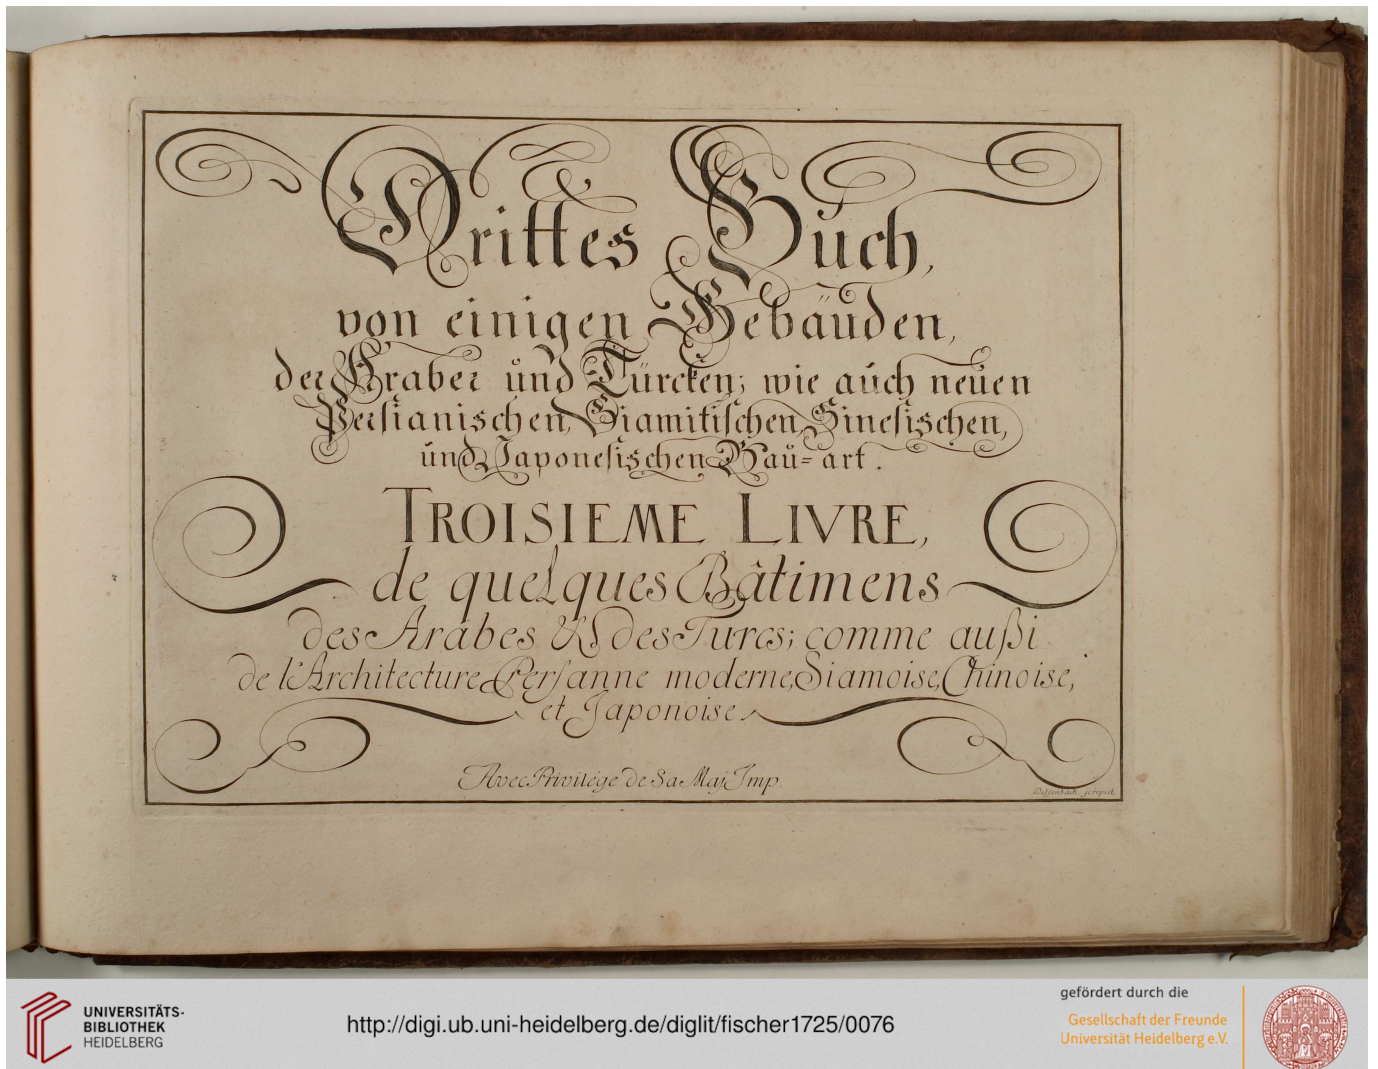 Drittes Buch,
von einigen Gebäuden,
der Araber und Türcken; wie auch neuen
Persianischen, Siamitischen, Sinesischen,
und Japonesischen Bau=art.
TROISIEME LIVRE,
de quelques Bâtimens
des Arabes & des Turcs; comme außi
de l'Architecture Persanne moderne, Siamoise, Chinoise,
et Japonoise.
Avec Privilége de Sa Maj. Imp.
Delsenbach scripsit.
UNIVERSITÄTS-
BIBLIOTHEK
HEIDELBERG
http://digi.ub.uni-heidelberg.de/diglit/fischer1725/0076
gefördert durch die
Gesellschaft der Freunde
Universität Heidelberg e.V.